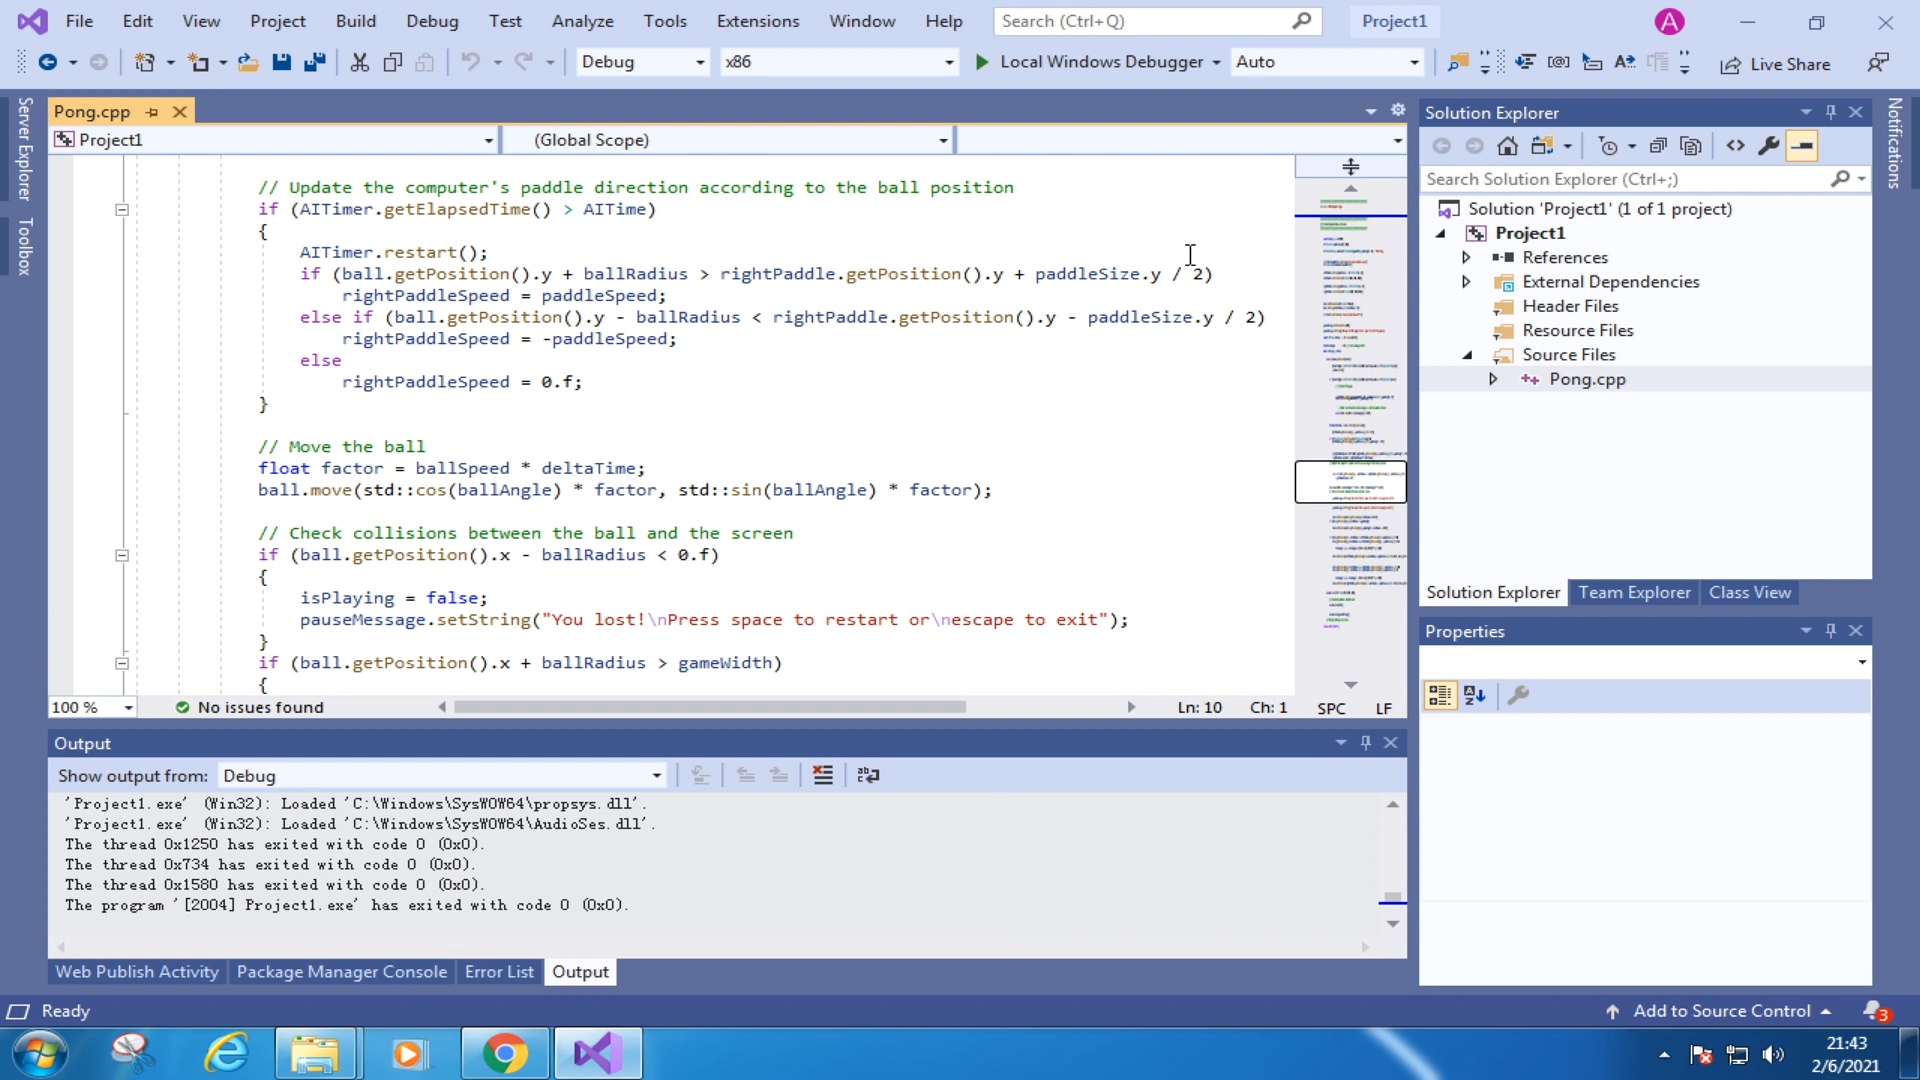 File Edit View Project Build Debug Test Analyze Tools Extensions Window Help Search (Ctrl+Q) Project1 A
Debug x86 Local Windows Debugger Auto Live Share
Server Explorer
Toolbox
Pong.cpp
Project1 (Global Scope)
// Update the computer's paddle direction according to the ball position
if (AITimer.getElapsedTime() > AITime)
{
AITimer.restart();
if (ball.getPosition().y + ballRadius > rightPaddle.getPosition().y + paddleSize.y / 2)
rightPaddleSpeed = paddleSpeed;
else if (ball.getPosition().y - ballRadius < rightPaddle.getPosition().y - paddleSize.y / 2)
rightPaddleSpeed = -paddleSpeed;
else
rightPaddleSpeed = 0.f;
}
// Move the ball
float factor = ballSpeed * deltaTime;
ball.move(std::cos(ballAngle) * factor, std::sin(ballAngle) * factor);
// Check collisions between the ball and the screen
if (ball.getPosition().x - ballRadius < 0.f)
{
isPlaying = false;
pauseMessage.setString("You lost!\nPress space to restart or\nescape to exit");
}
if (ball.getPosition().x + ballRadius > gameWidth)
{
100 % No issues found Ln: 10 Ch: 1 SPC LF
Output
Show output from: Debug
'Project1.exe' (Win32): Loaded 'C:\Windows\SysWOW64\propsys.dll'.
'Project1.exe' (Win32): Loaded 'C:\Windows\SysWOW64\AudioSes.dll'.
The thread 0x1250 has exited with code 0 (0x0).
The thread 0x734 has exited with code 0 (0x0).
The thread 0x1580 has exited with code 0 (0x0).
The program '[2004] Project1.exe' has exited with code 0 (0x0).
Web Publish Activity Package Manager Console Error List Output
Solution Explorer
Search Solution Explorer (Ctrl+;)
Solution 'Project1' (1 of 1 project)
Project1
References
External Dependencies
Header Files
Resource Files
Source Files
Pong.cpp
Solution Explorer Team Explorer Class View
Properties
Notifications
Ready Add to Source Control 3
21:43
2/6/2021